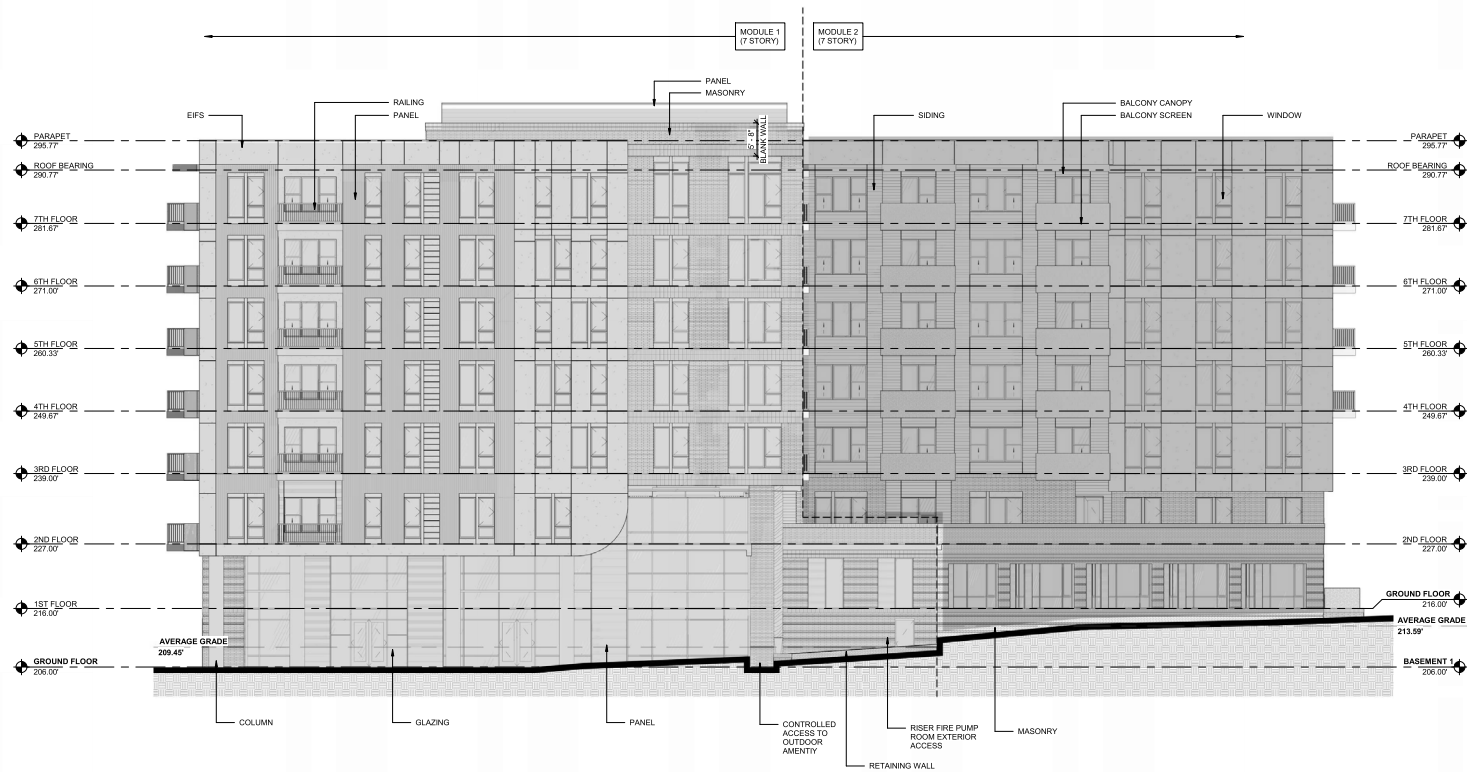 MODULE 1
(7 STORY)
MODULE 2
(7 STORY)
PANEL
MASONRY
RAILING
PANEL
EIFS
5' - 8"
BLANK WALL
SIDING
BALCONY CANOPY
BALCONY SCREEN
WINDOW
PARAPET
295.77'
ROOF BEARING
290.77'
7TH FLOOR
281.67'
6TH FLOOR
271.00'
5TH FLOOR
260.33'
4TH FLOOR
249.67'
3RD FLOOR
239.00'
2ND FLOOR
227.00'
1ST FLOOR
216.00'
AVERAGE GRADE
209.45'
GROUND FLOOR
206.00'
PARAPET
295.77'
ROOF BEARING
290.77'
7TH FLOOR
281.67'
6TH FLOOR
271.00'
5TH FLOOR
260.33'
4TH FLOOR
249.67'
3RD FLOOR
239.00'
2ND FLOOR
227.00'
GROUND FLOOR
216.00'
AVERAGE GRADE
213.59'
BASEMENT 1
206.00'
COLUMN
GLAZING
PANEL
CONTROLLED
ACCESS TO
OUTDOOR
AMENTIY
RETAINING WALL
RISER FIRE PUMP
ROOM EXTERIOR
ACCESS
MASONRY